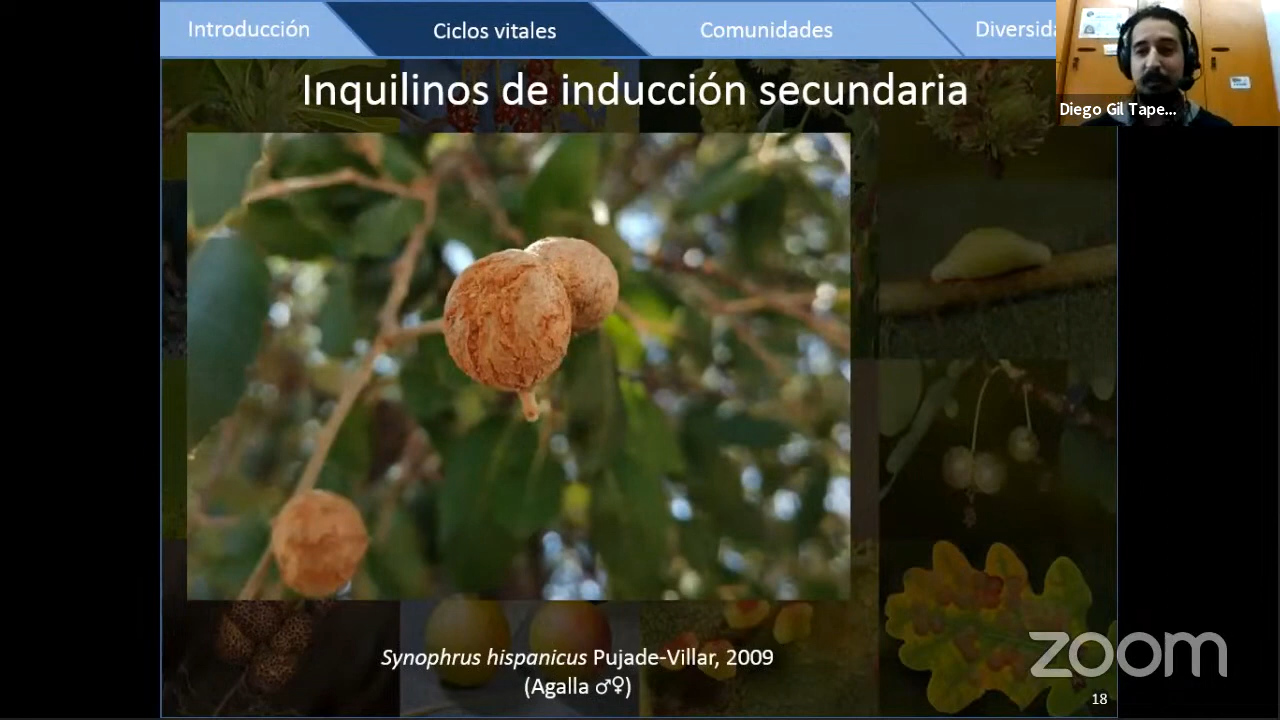 Introducción
Ciclos vitales
Comunidades
Diversida
Inquilinos de inducción secundaria
Diego Gil Tape...
Synophrus hispanicus Pujade-Villar, 2009
(Agalla ♂♀)
zoom
18